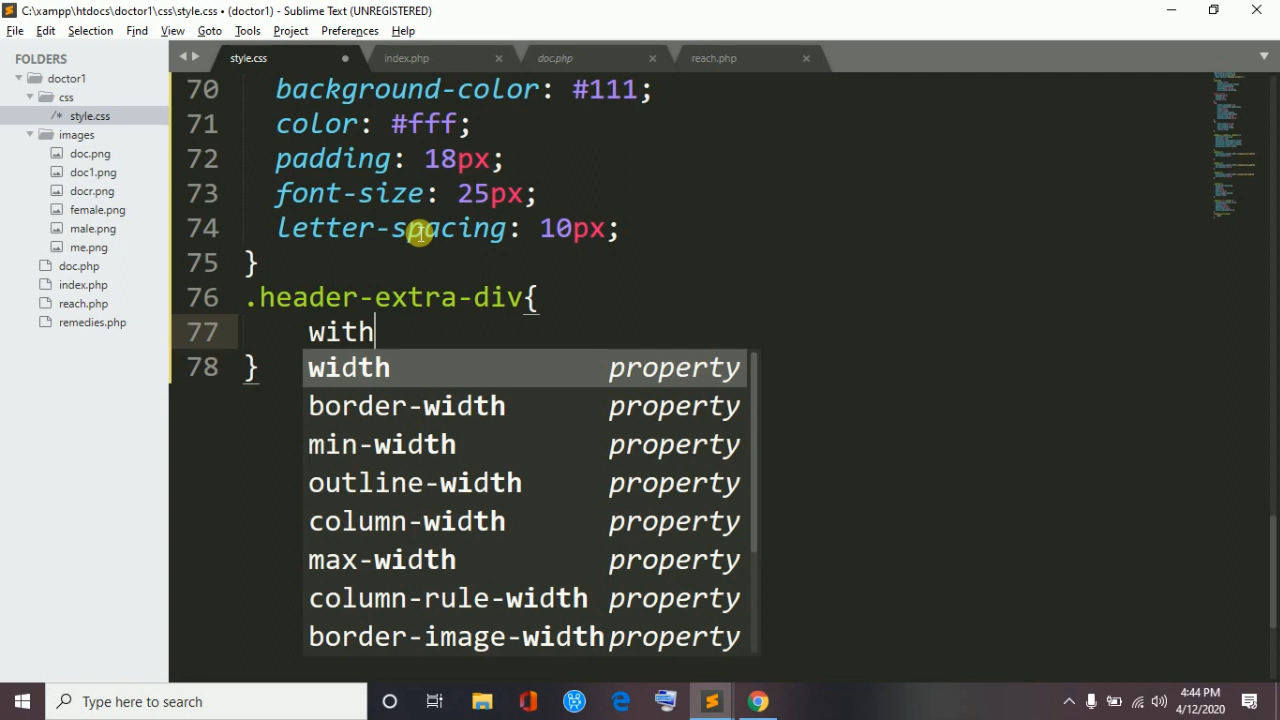 C:\xampp\htdocs\doctor1\css\style.css • (doctor1) - Sublime Text (UNREGISTERED)
File Edit Selection Find View Goto Tools Project Preferences Help
FOLDERS
doctor1
css
/* style.css
images
doc.png
doc1.png
docr.png
female.png
male.png
me.png
doc.php
index.php
reach.php
remedies.php
style.css index.php doc.php reach.php
70 background-color: #111;
71 color: #fff;
72 padding: 18px;
73 font-size: 25px;
74 letter-spacing: 10px;
75 }
76 .header-extra-div{
77 with
78 }
width property
border-width property
min-width property
outline-width property
column-width property
max-width property
column-rule-width property
border-image-width property
Type here to search
4:44 PM
4/12/2020